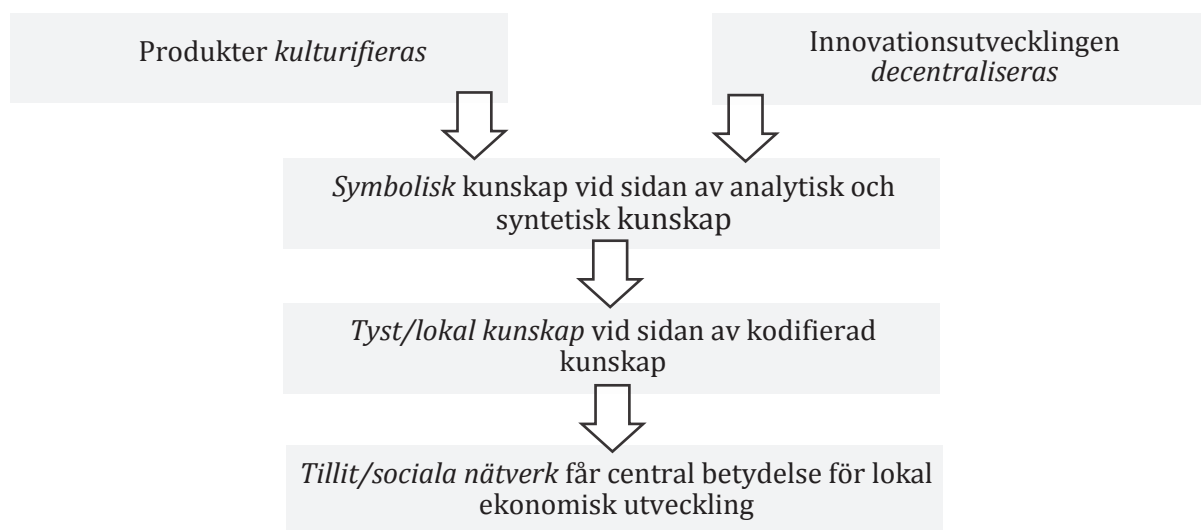 Produkter kulturifieras
Innovationsutvecklingen
decentraliseras
Symbolisk kunskap vid sidan av analytisk och
syntetisk kunskap
Tyst/lokal kunskap vid sidan av kodifierad
kunskap
Tillit/sociala nätverk får central betydelse för lokal
ekonomisk utveckling